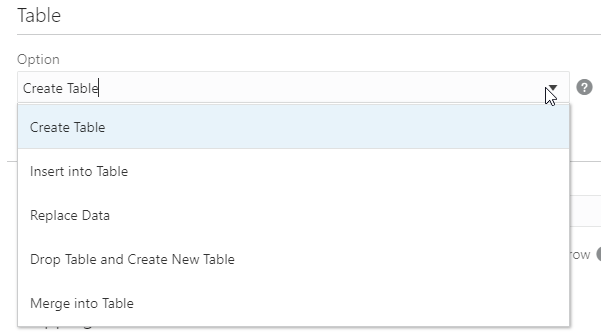 Table
Option
Create Table
?
Create Table
Insert into Table
Replace Data
Drop Table and Create New Table
row
Merge into Table